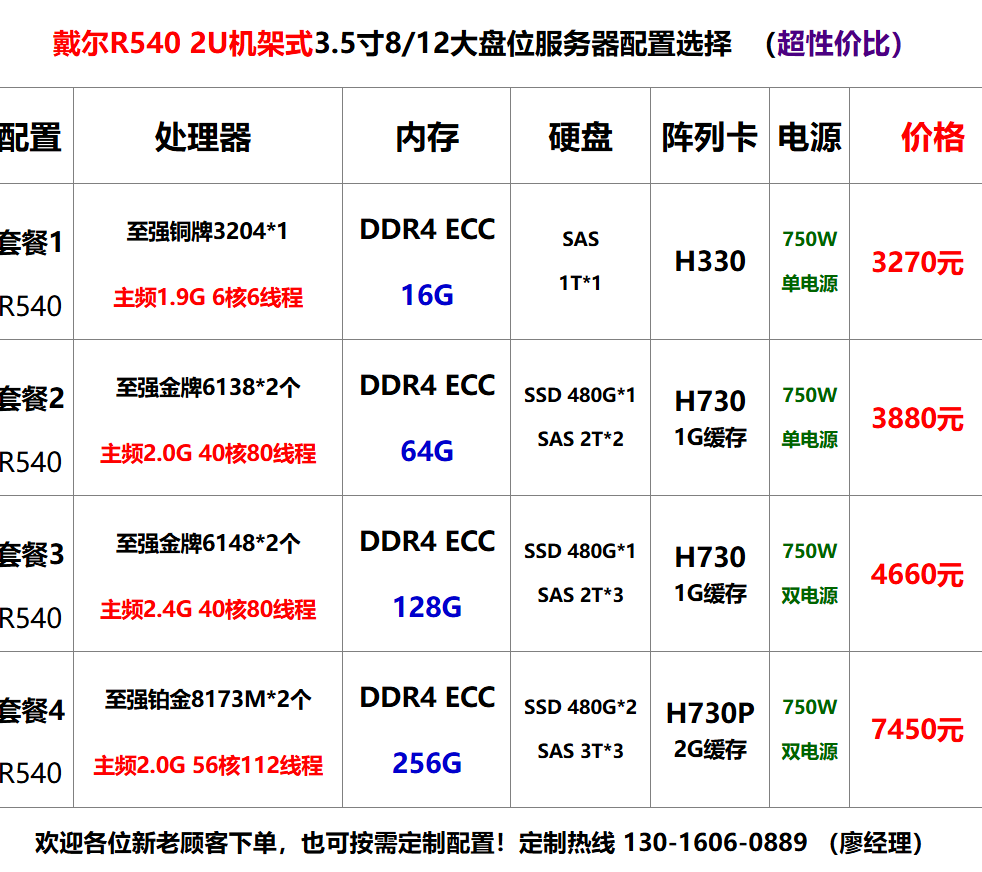 戴尔R540 2U机架式3.5寸8/12大盘位服务器配置选择 （超性价比）
配置 处理器 内存 硬盘 阵列卡 电源 价格
套餐1
R540
至强铜牌3204*1
主频1.9G 6核6线程
DDR4 ECC
16G
SAS
1T*1
H330
750W
单电源
3270元
套餐2
R540
至强金牌6138*2个
主频2.0G 40核80线程
DDR4 ECC
64G
SSD 480G*1
SAS 2T*2
H730
1G缓存
750W
单电源
3880元
套餐3
R540
至强金牌6148*2个
主频2.4G 40核80线程
DDR4 ECC
128G
SSD 480G*1
SAS 2T*3
H730
1G缓存
750W
双电源
4660元
套餐4
R540
至强铂金8173M*2个
主频2.0G 56核112线程
DDR4 ECC
256G
SSD 480G*2
SAS 3T*3
H730P
2G缓存
750W
双电源
7450元
欢迎各位新老顾客下单，也可按需定制配置！定制热线 130-1606-0889 （廖经理）